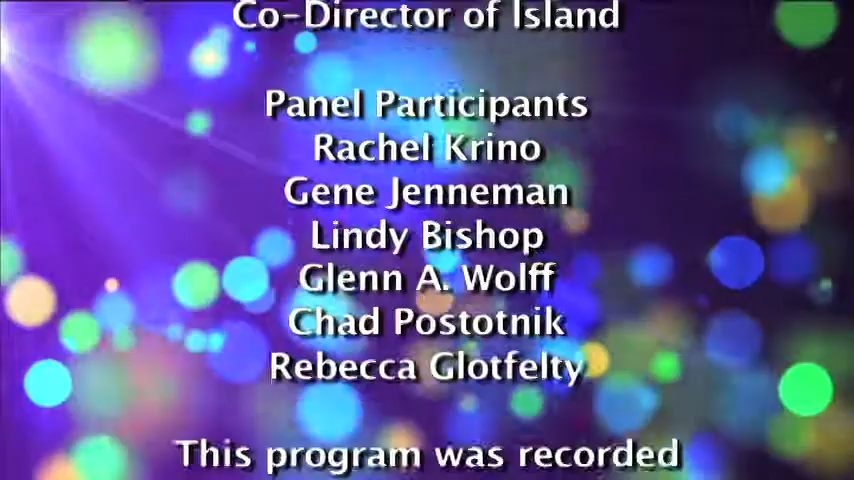 Co-Director of Island
Panel Participants
Rachel Krino
Gene Jenneman
Lindy Bishop
Glenn A. Wolff
Chad Postotnik
Rebecca Glotfelty
This program was recorded